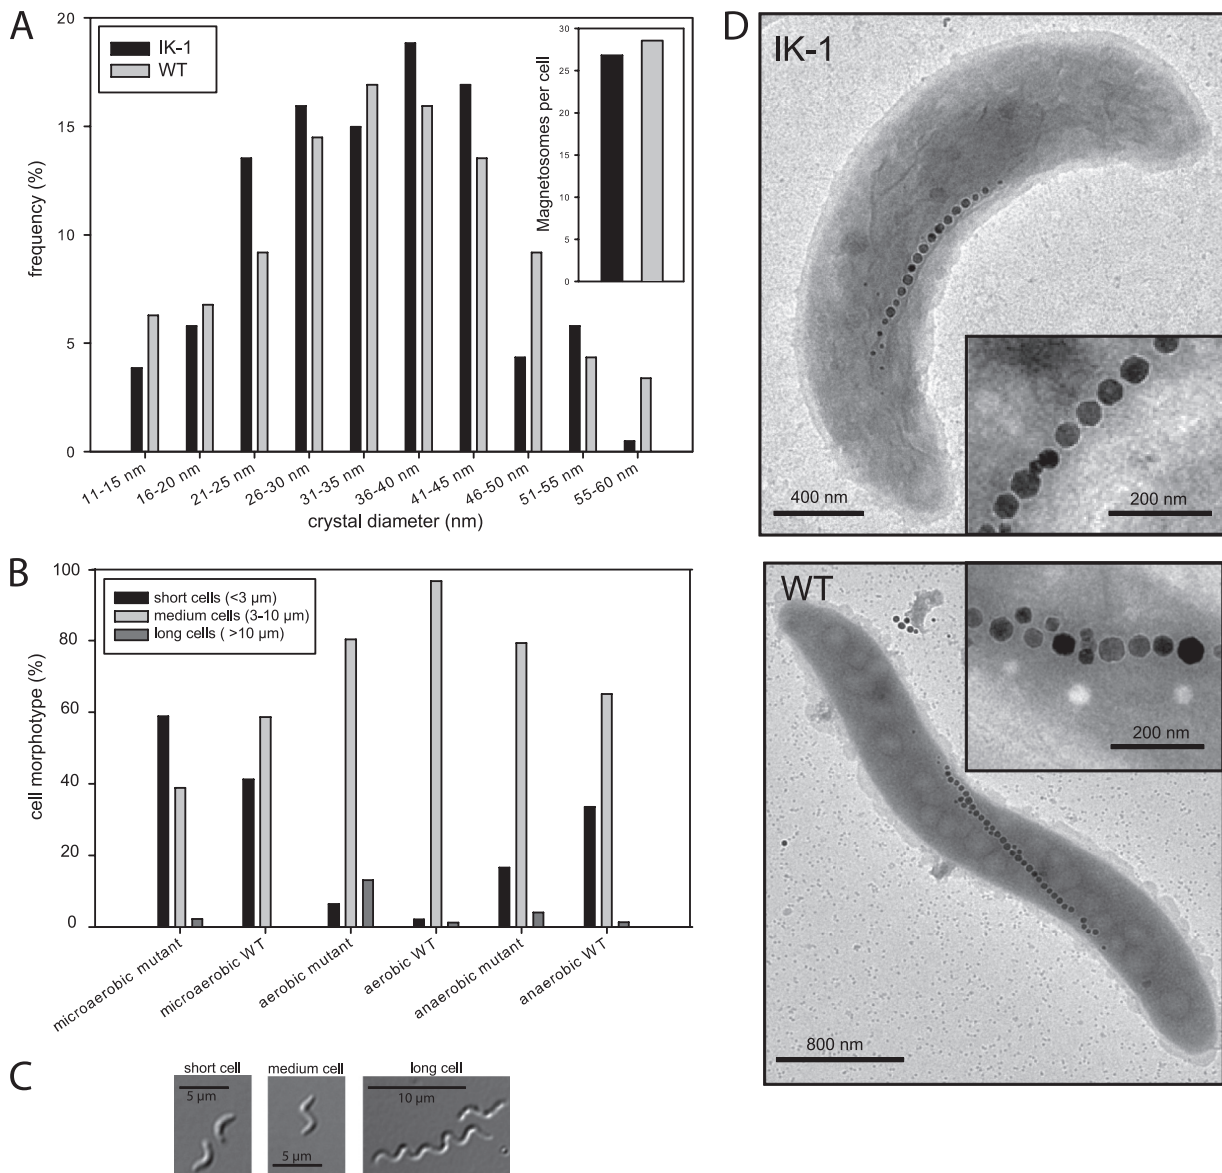 A
IK-1
WT
frequency (%)
20
15
10
5
0
11-15 nm
16-20 nm
21-25 nm
26-30 nm
31-35 nm
36-40 nm
41-45 nm
46-50 nm
51-55 nm
55-60 nm
crystal diameter (nm)
Magnetosomes per cell
30
25
20
15
10
5
0
B
short cells (<3 µm)
medium cells (3-10 µm)
long cells ( >10 µm)
cell morphotype (%)
100
80
60
40
20
0
microaerobic mutant
microaerobic WT
aerobic mutant
aerobic WT
anaerobic mutant
anaerobic WT
C
short cell
5 µm
medium cell
5 µm
long cell
10 µm
D
IK-1
400 nm
200 nm
WT
200 nm
800 nm